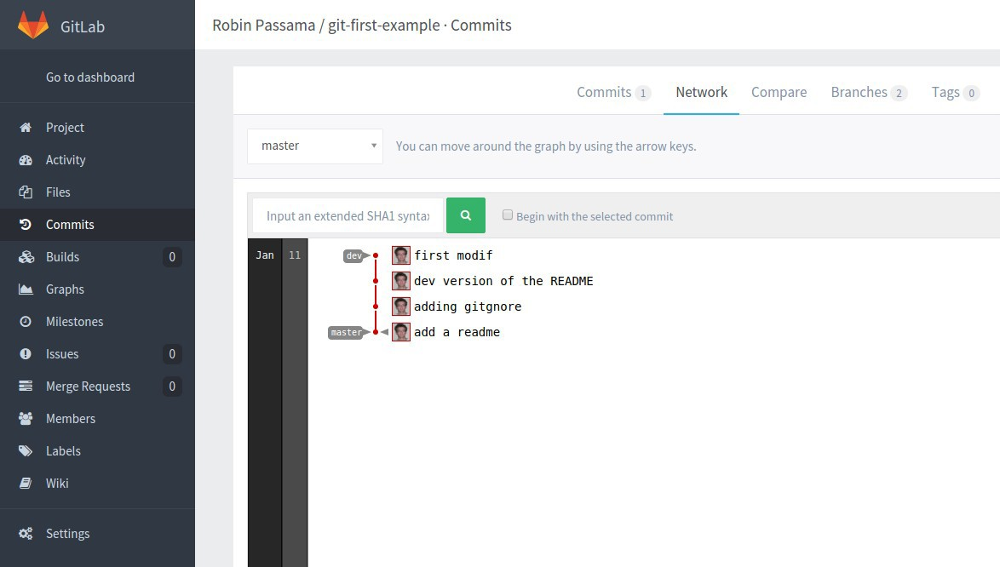 GitLab
Robin Passama / git-first-example · Commits
Go to dashboard
Project
Activity
Files
Commits
Builds 0
Graphs
Milestones
Issues 0
Merge Requests 0
Members
Labels
Wiki
Settings
Commits 1 Network Compare Branches 2 Tags 0
master You can move around the graph by using the arrow keys.
Input an extended SHA1 syntax Begin with the selected commit
Jan 11 dev first modif
dev version of the README
adding gitgnore
master add a readme